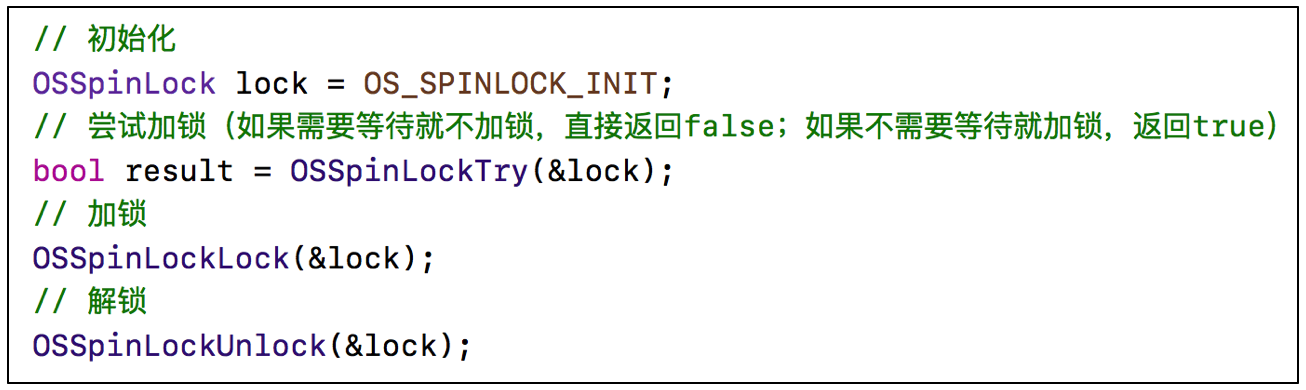 // 初始化
OSSpinLock lock = OS_SPINLOCK_INIT;
// 尝试加锁（如果需要等待就不加锁，直接返回false；如果不需要等待就加锁，返回true）
bool result = OSSpinLockTry(&lock);
// 加锁
OSSpinLockLock(&lock);
// 解锁
OSSpinLockUnlock(&lock);